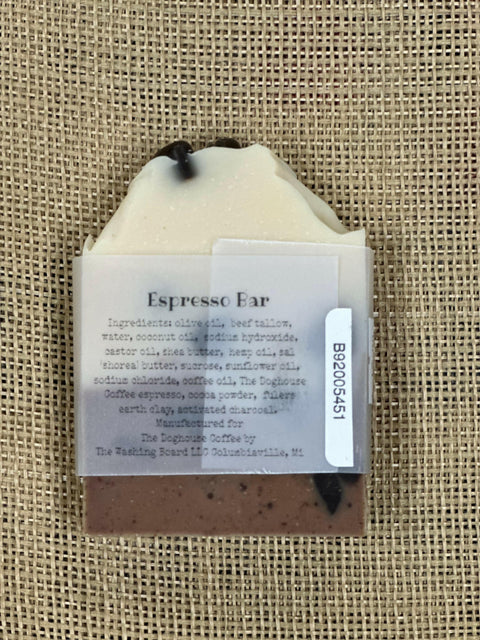 Espresso Bar
Ingredients: olive oil, beef tallow,
water, coconut oil, sodium hydroxide,
castor oil, shea butter, hemp oil, sal
(shorea) butter, sucrose, sunflower oil,
sodium chloride, coffee oil, The Doghouse
Coffee espresso, cocoa powder, fulers
earth clay, activated charcoal.
Manufactured for
The Doghouse Coffee by
The Washing Board LLC Columbiaville, Mi
B92005451